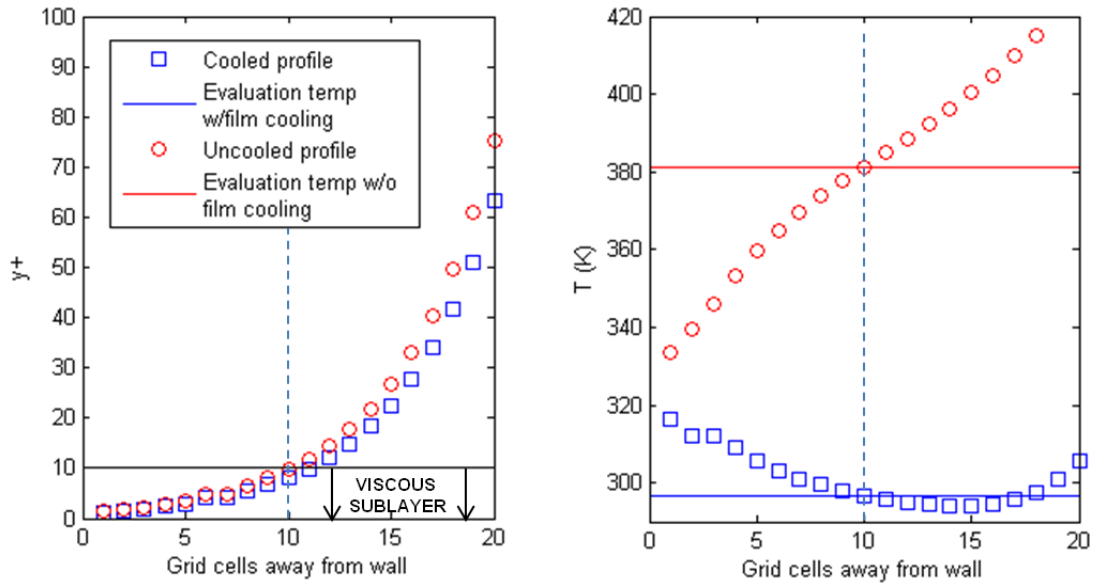 100
90
80
70
60
50
40
30
20
10
0
y+
Cooled profile
Evaluation temp
w/film cooling
Uncooled profile
Evaluation temp w/o
film cooling
VISCOUS
SUBLAYER
0 5 10 15 20
Grid cells away from wall
420
400
380
360
340
320
300
T (K)
0 5 10 15 20
Grid cells away from wall